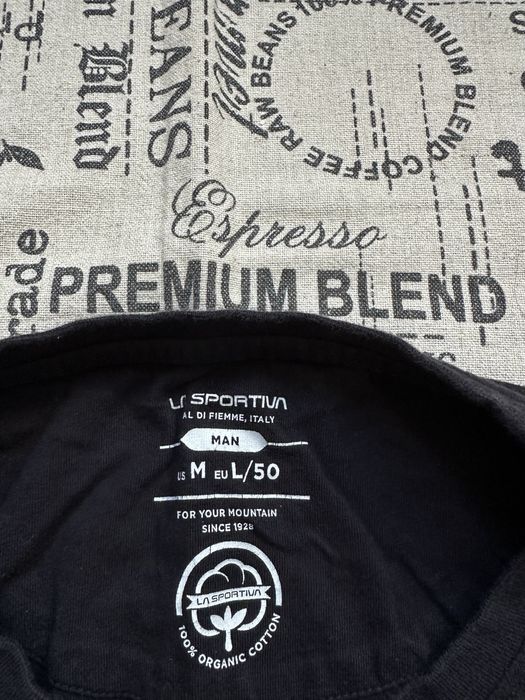 Blend
BEANS
RAW BEANS 100% PREMIUM BLEND COFFEE
Espresso
PREMIUM BLEND
LA SPORTIVA
AL DI FIEMME, ITALY
MAN
US M EU L/50
FOR YOUR MOUNTAIN
SINCE 1928
LA SPORTIVA
100% ORGANIC COTTON